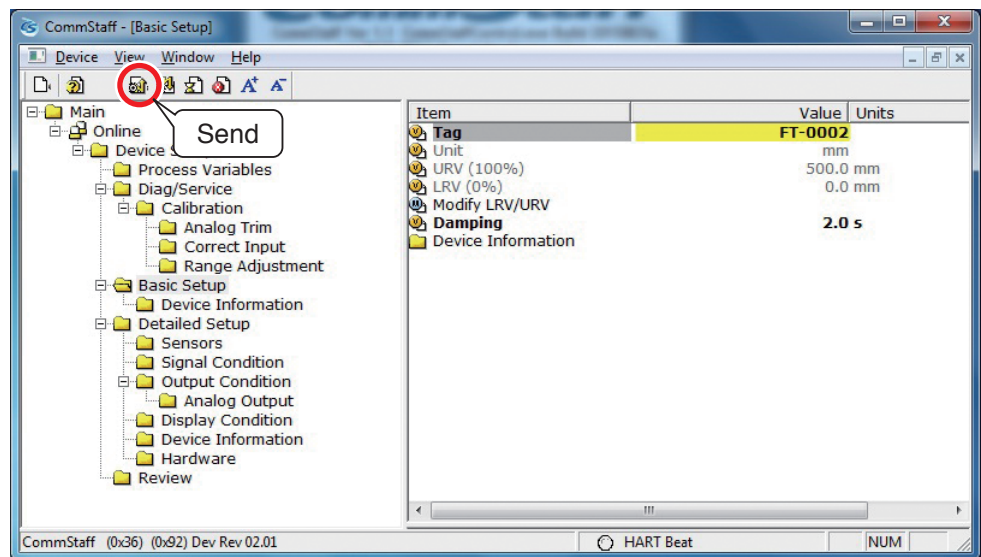 CommStaff - [Basic Setup]
Device View Window Help
Send
Main
Online
Device S
Process Variables
Diag/Service
Calibration
Analog Trim
Correct Input
Range Adjustment
Basic Setup
Device Information
Detailed Setup
Sensors
Signal Condition
Output Condition
Analog Output
Display Condition
Device Information
Hardware
Review
Item Value Units
Tag FT-0002
Unit mm
URV (100%) 500.0 mm
LRV (0%) 0.0 mm
Modify LRV/URV
Damping 2.0 s
Device Information
CommStaff (0x36) (0x92) Dev Rev 02.01 HART Beat NUM